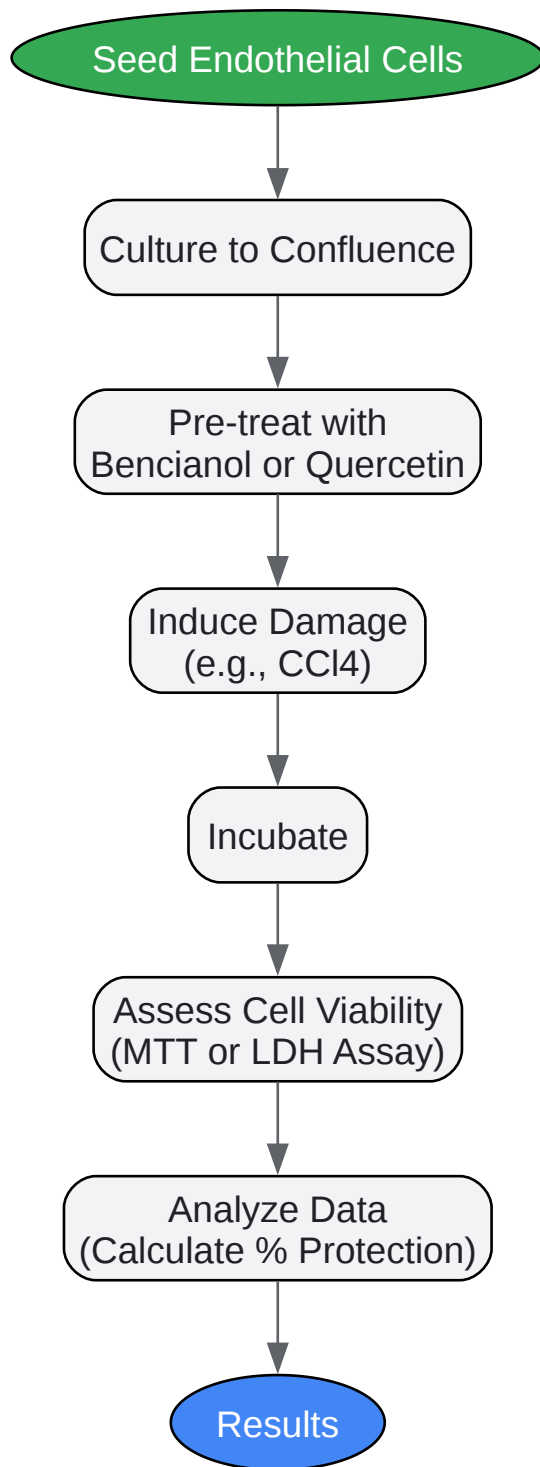 Seed Endothelial Cells
Culture to Confluence
Pre-treat with
Bencianol or Quercetin
Induce Damage
(e.g., CCl4)
Incubate
Assess Cell Viability
(MTT or LDH Assay)
Analyze Data
(Calculate % Protection)
Results